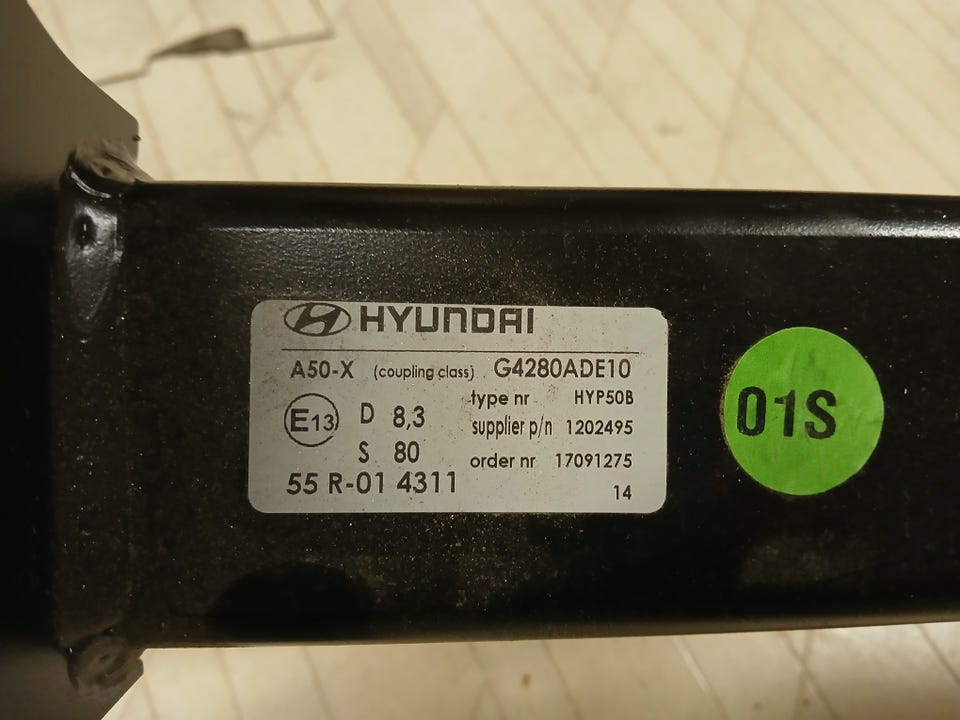 HYUNDAI
A50-X (coupling class) G4280ADE10
type nr HYP50B
E13 D 8,3
supplier p/n 1202495
S 80
order nr 17091275
55 R-01 4311
14
01S